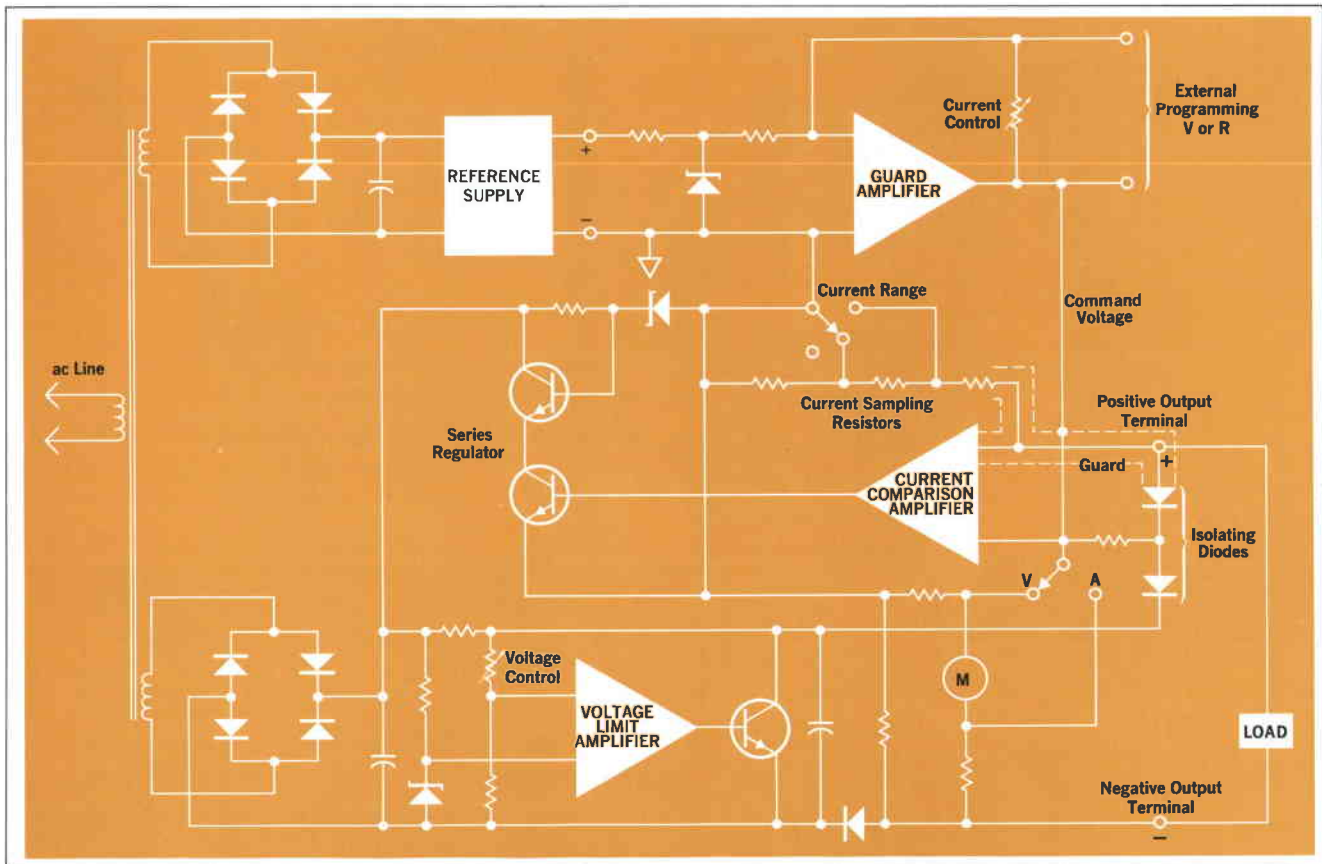 External
Programming
V or R
Current
Control
REFERENCE
SUPPLY
+
−
GUARD
AMPLIFIER
Current Range
Command
Voltage
ac Line
Series
Regulator
Current Sampling
Resistors
Positive Output
Terminal
+
Guard
CURRENT
COMPARISON
AMPLIFIER
Isolating
Diodes
V
A
Voltage
Control
M
VOLTAGE
LIMIT
AMPLIFIER
LOAD
Negative Output
Terminal
−